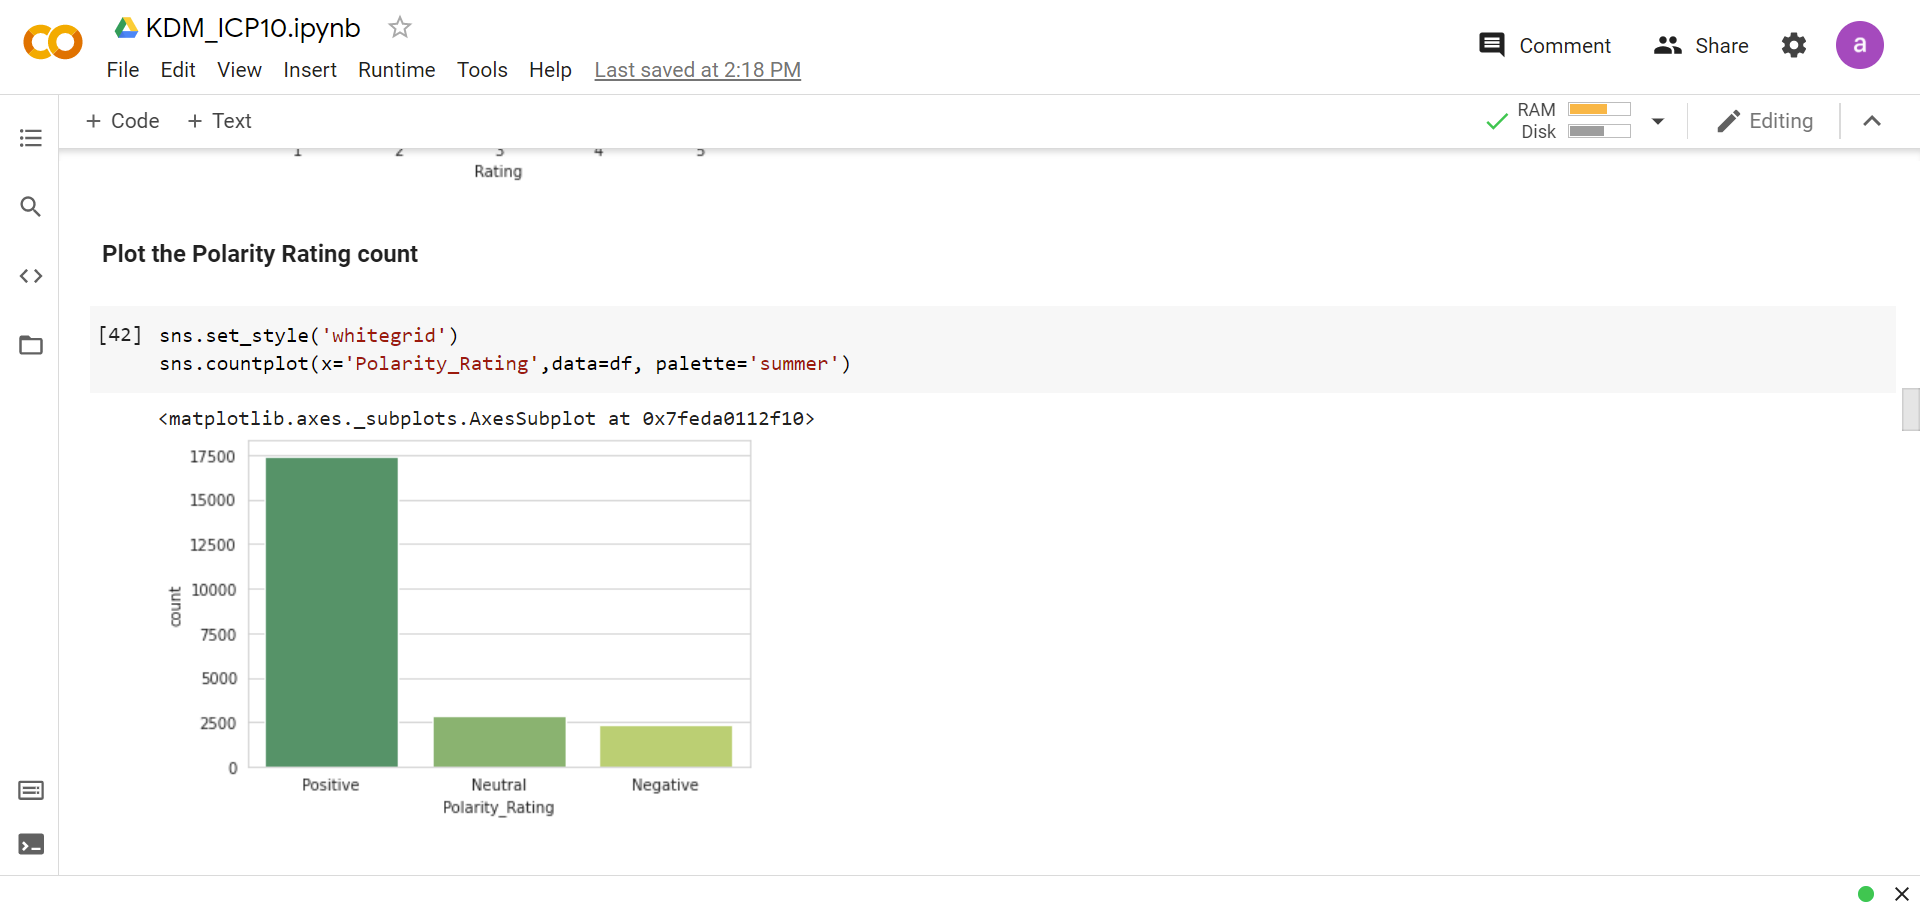 KDM_ICP10.ipynb
File Edit View Insert Runtime Tools Help Last saved at 2:18 PM
Comment
Share
a
+ Code + Text
RAM
Disk
Editing
1 2 3 4 5
Rating
Plot the Polarity Rating count
[42] sns.set_style('whitegrid')
sns.countplot(x='Polarity_Rating',data=df, palette='summer')
<matplotlib.axes._subplots.AxesSubplot at 0x7feda0112f10>
17500
15000
12500
10000
7500
5000
2500
0
count
Positive Neutral Negative
Polarity_Rating